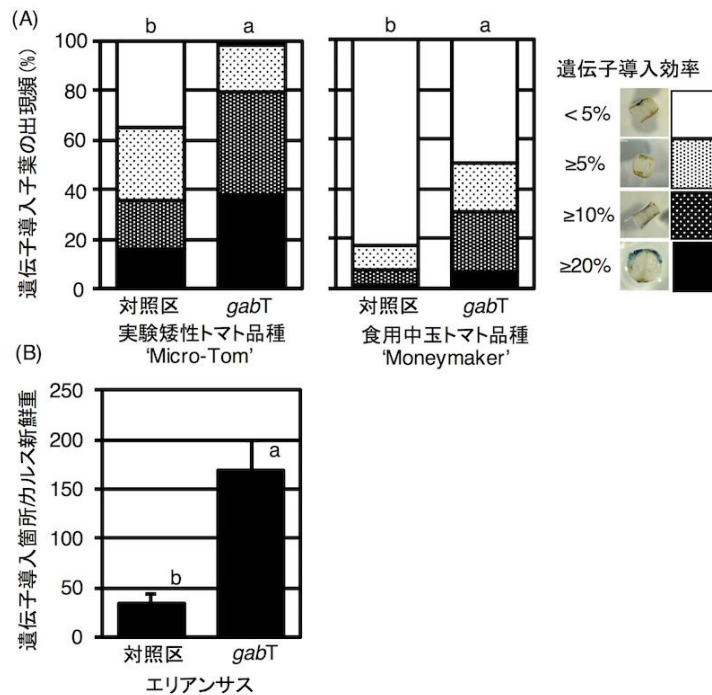 (A)
b
a
b
a
遺伝子導入子葉の出現頻(%)
100
80
60
40
20
0
対照区
gabT
実験矮性トマト品種
'Micro-Tom'
対照区
gabT
食用中玉トマト品種
'Moneymaker'
遺伝子導入効率
<5%
≥5%
≥10%
≥20%
(B)
遺伝子導入箇所/カルス新鮮重
250
200
150
100
50
0
b
a
対照区
gabT
エリアンサス